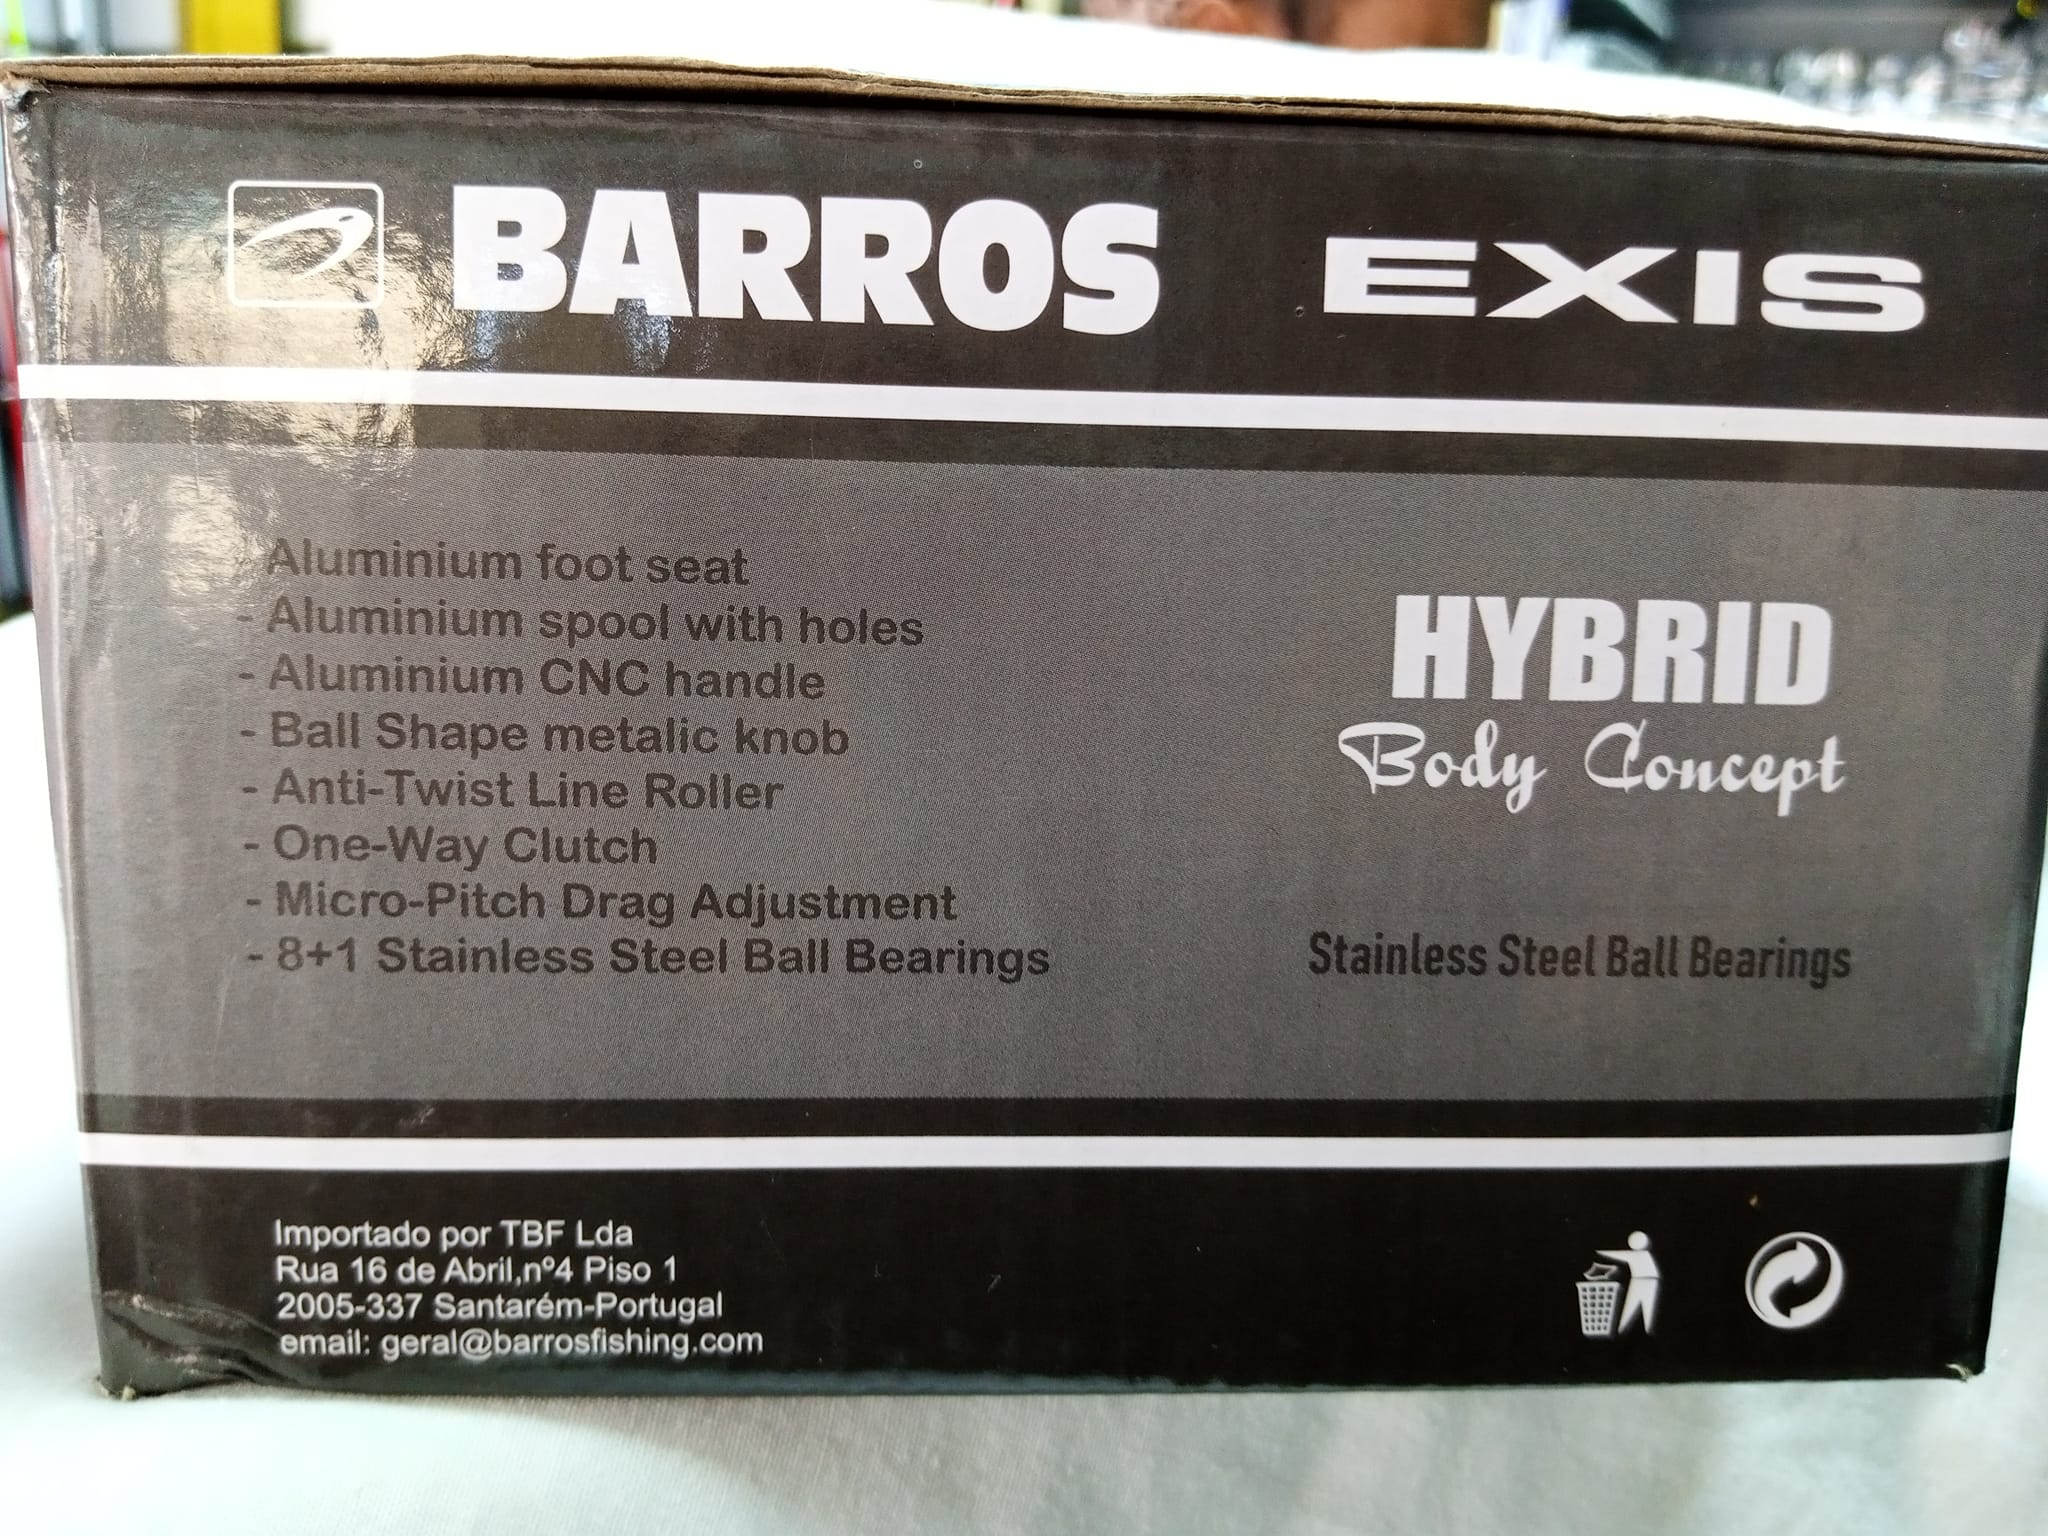 BARROS EXIS
Aluminium foot seat
- Aluminium spool with holes
- Aluminium CNC handle
- Ball Shape metalic knob
- Anti-Twist Line Roller
- One-Way Clutch
- Micro-Pitch Drag Adjustment
- 8+1 Stainless Steel Ball Bearings
HYBRID
Body Concept
Stainless Steel Ball Bearings
Importado por TBF Lda
Rua 16 de Abril,nº4 Piso 1
2005-337 Santarém-Portugal
email: geral@barrosfishing.com